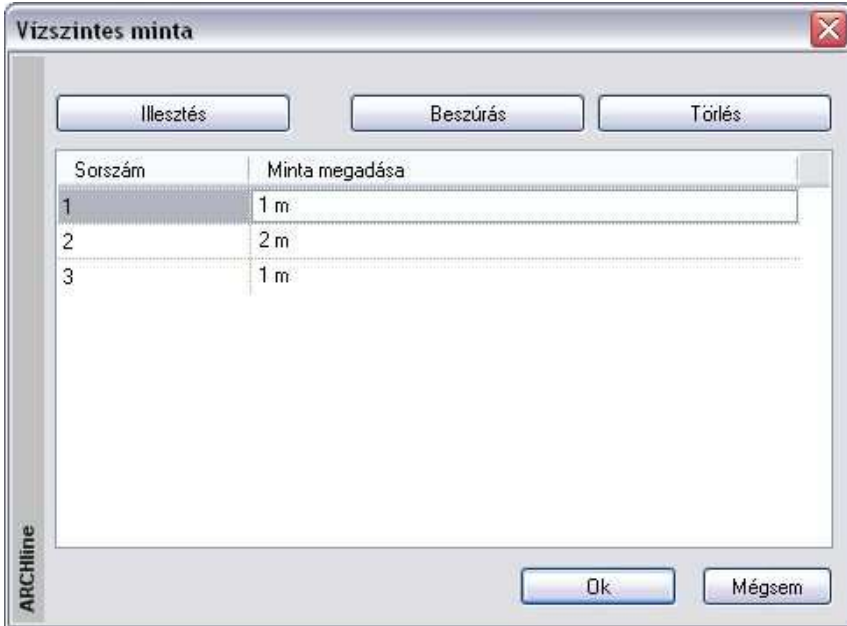 Vízszintes minta
Illesztés Beszúrás Törlés
Sorszám Minta megadása
1 1 m
2 2 m
3 1 m
Ok Mégsem
ARCHline